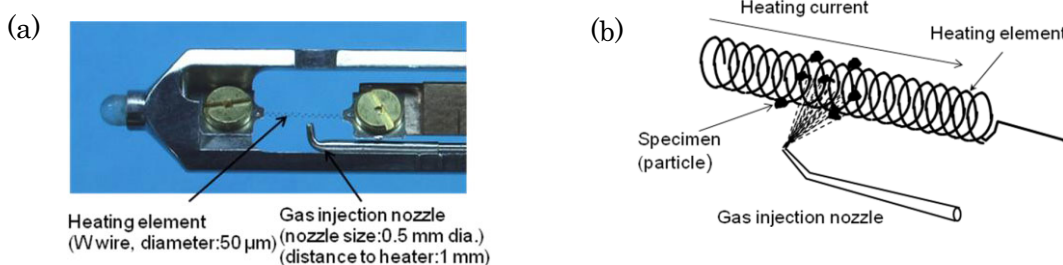 (a)
Heating element
(W wire, diameter:50 μm)
Gas injection nozzle
(nozzle size:0.5 mm dia.)
(distance to heater:1 mm)
(b)
Heating current
Heating element
Specimen
(particle)
Gas injection nozzle